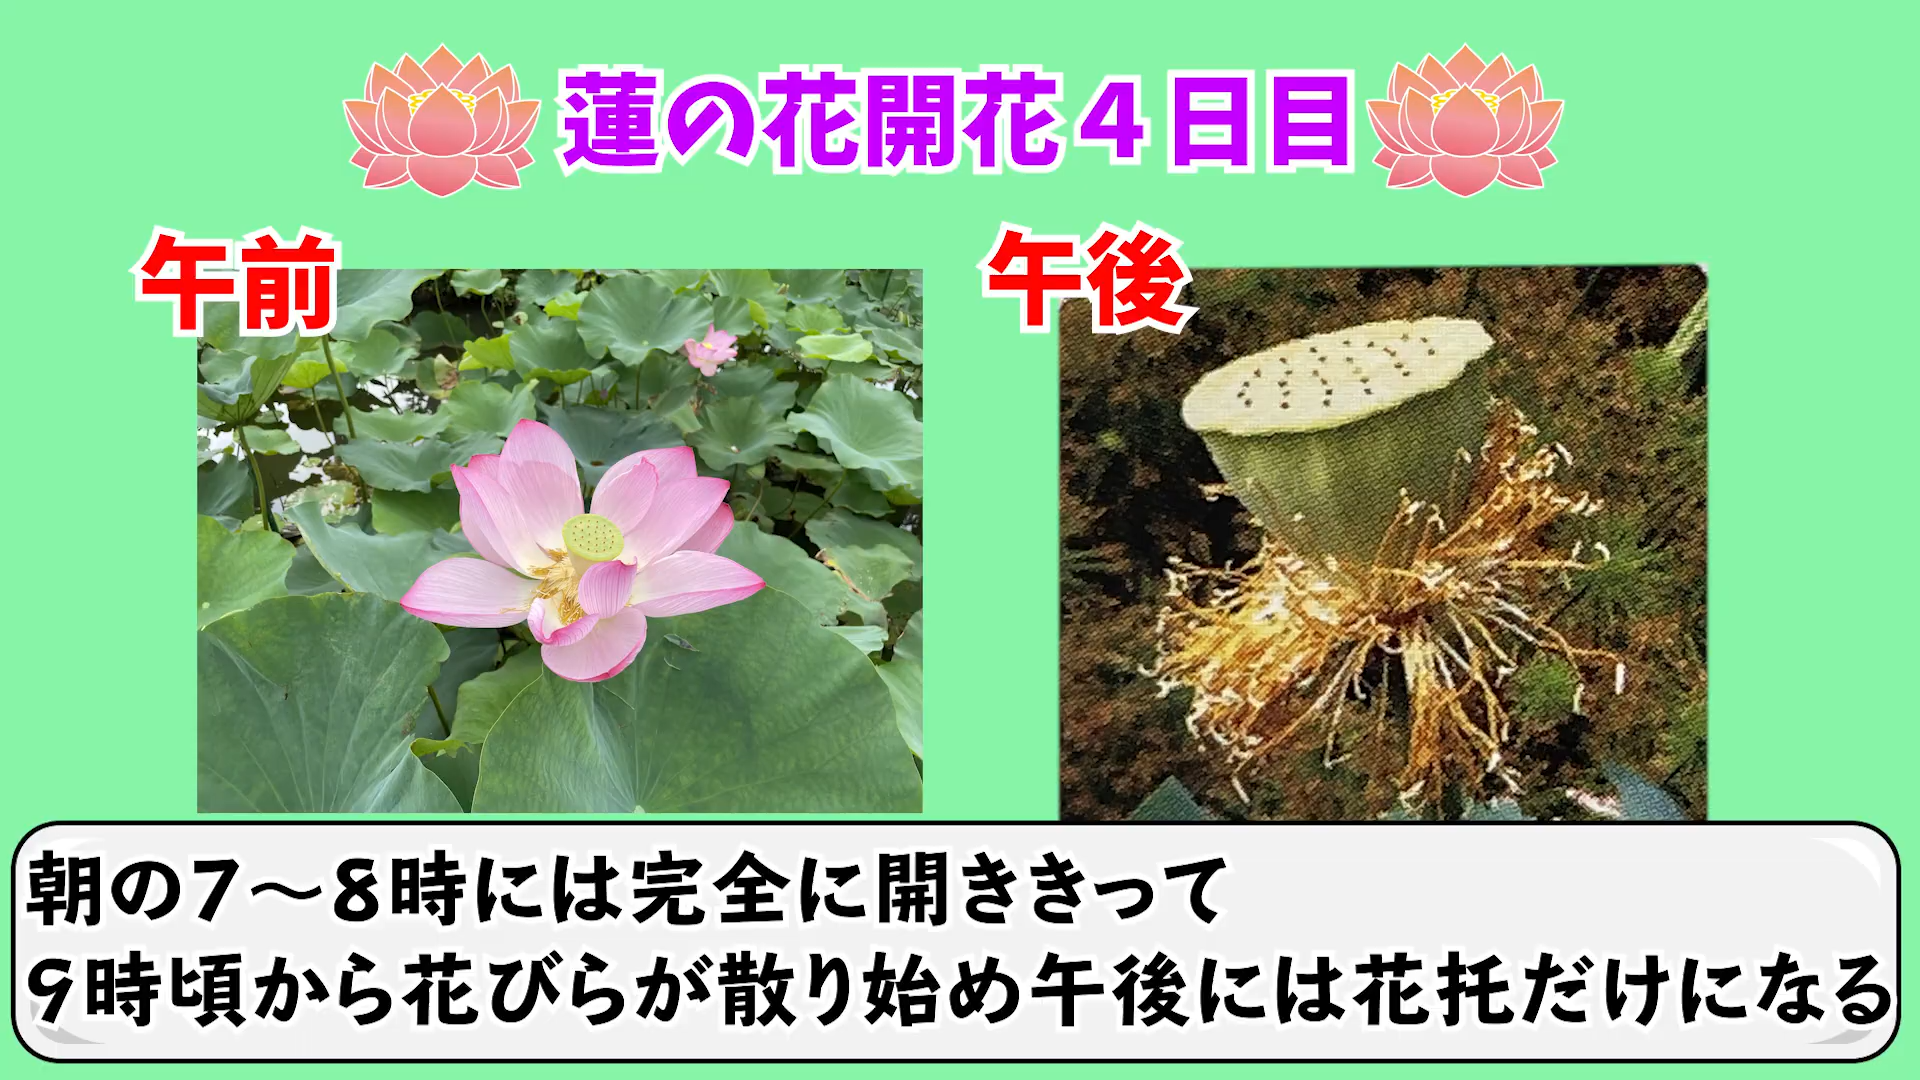 蓮の花開花４日目
午前
午後
朝の7～8時には完全に開ききって
9時頃から花びらが散り始め午後には花托だけになる